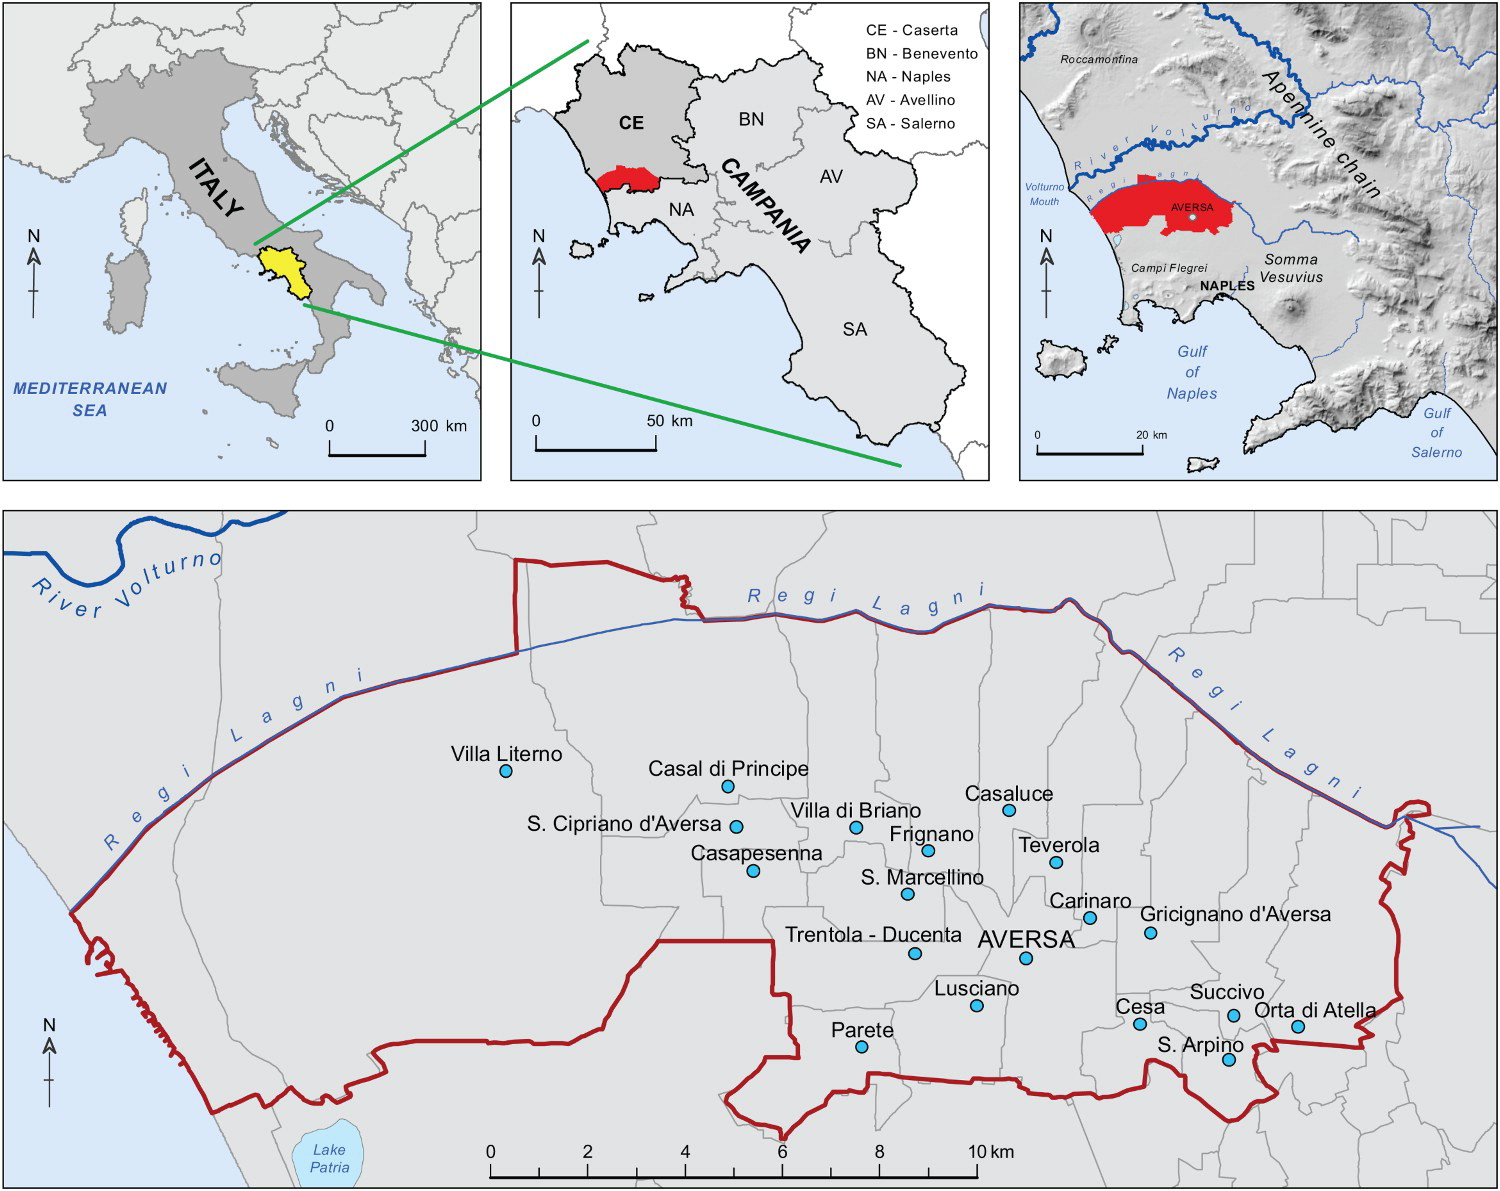 ITALY
N
MEDITERRANEAN
SEA
0 300 km
CE - Caserta
BN - Benevento
NA - Naples
AV - Avellino
SA - Salerno
CE
BN
AV
CAMPANIA
NA
N
SA
0 50 km
Roccamonfina
Apennine chain
River Volturno
Volturno
Mouth
Regi Lagni
AVERSA
N
Campi Flegrei
Somma
Vesuvius
NAPLES
Gulf
of
Naples
Gulf
of
Salerno
0 20 km
River Volturno
Regi Lagni
Regi Lagni
Regi Lagni
Villa Literno
Casal di Principe
Casaluce
Villa di Briano
S. Cipriano d'Aversa
Frignano
Teverola
Casapesenna
S. Marcellino
Carinaro
Gricignano d'Aversa
Trentola - Ducenta
AVERSA
Lusciano
Succivo
Cesa
Orta di Atella
Parete
S. Arpino
N
Lake
Patria
0 2 4 6 8 10 km